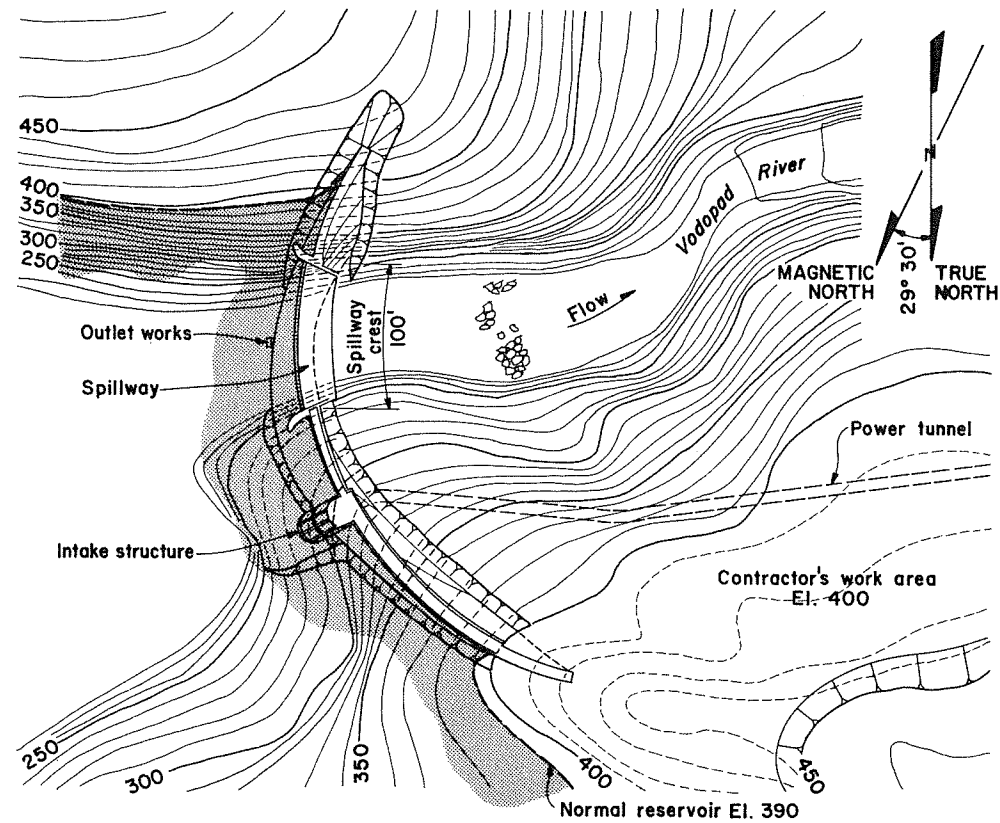 450
400
350
300
250
Outlet works
Spillway
Intake structure
Spillway
crest
100'
Flow
Vodopad
River
N
MAGNETIC
NORTH
29° 30'
TRUE
NORTH
Power tunnel
Contractor's work area
El. 400
250
300
350
400
450
Normal reservoir El. 390